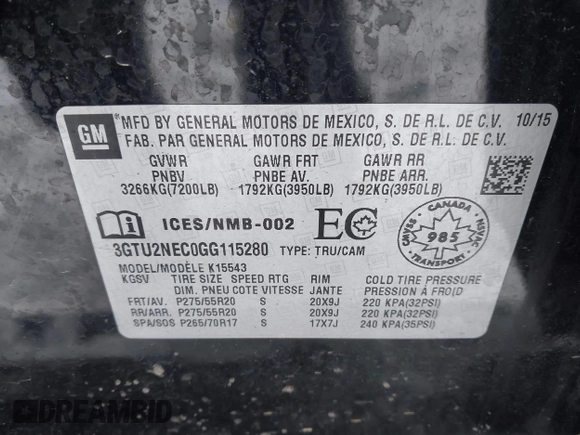 GM
MFD BY GENERAL MOTORS DE MEXICO, S. DE R.L. DE C.V. 10/15
FAB. PAR GENERAL MOTORS DE MEXICO, S. DE R.L. DE C.V.
GVWR GAWR FRT GAWR RR
PNBV PNBE AV. PNBE ARR.
3266KG(7200LB) 1792KG(3950LB) 1792KG(3950LB)
ICES/NMB-002 EC
CANADA
CMVSS 985 NSVAC
TRANSPORT
3GTU2NEC0GG115280 TYPE: TRU/CAM
MODEL/MODÈLE K15543
KGSV TIRE SIZE SPEED RTG RIM COLD TIRE PRESSURE
DIM. PNEU COTE VITESSE JANTE PRESSION À FROID
FRT/AV. P275/55R20 S 20X9J 220 KPA(32PSI)
RR/ARR. P275/55R20 S 20X9J 220 KPA(32PSI)
SPA/SOS P265/70R17 S 17X7J 240 KPA(35PSI)
DREAMBID